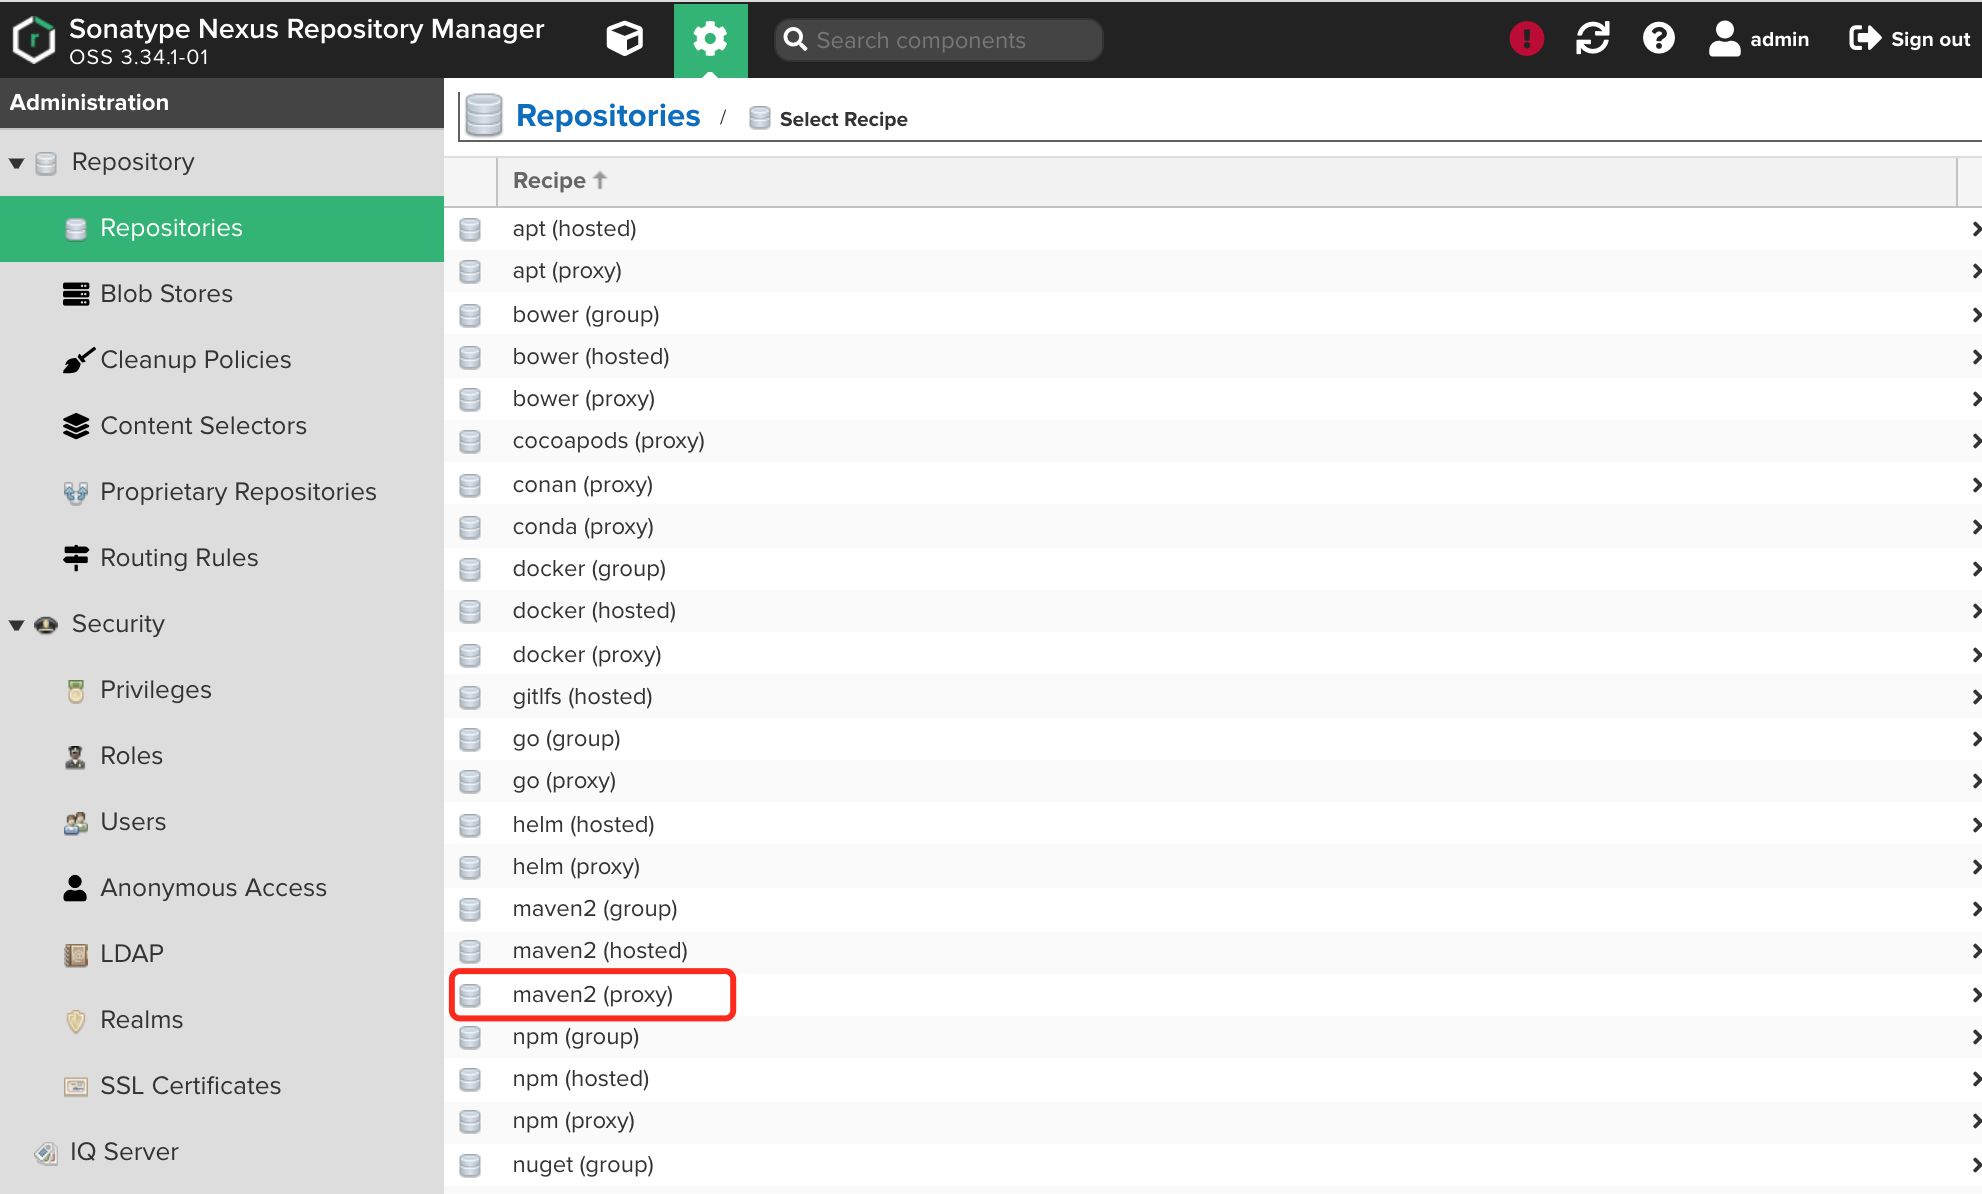 Sonatype Nexus Repository Manager
OSS 3.34.1-01
Search components
admin
Sign out
Administration
Repository
Repositories
Blob Stores
Cleanup Policies
Content Selectors
Proprietary Repositories
Routing Rules
Security
Privileges
Roles
Users
Anonymous Access
LDAP
Realms
SSL Certificates
IQ Server
Repositories / Select Recipe
Recipe
apt (hosted)
apt (proxy)
bower (group)
bower (hosted)
bower (proxy)
cocoapods (proxy)
conan (proxy)
conda (proxy)
docker (group)
docker (hosted)
docker (proxy)
gitlfs (hosted)
go (group)
go (proxy)
helm (hosted)
helm (proxy)
maven2 (group)
maven2 (hosted)
maven2 (proxy)
npm (group)
npm (hosted)
npm (proxy)
nuget (group)